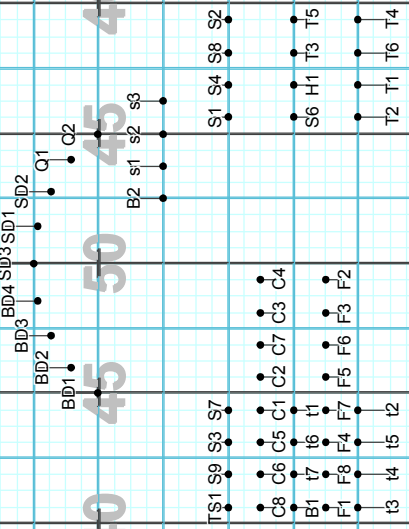 SD3
BD4 SD1
BD3 SD2
BD2 Q1
BD1 Q2
0 45 50 45 4
B2 s1 s2 s3
TS1 S9 S3 S7 S1 S4 S8 S2
C8 C6 C5 C1 C2 C7 C3 C4
B1 t7 t6 t1 S6 H1 T3 T5
F1 F8 F4 F7 F5 F6 F3 F2
t3 t4 t5 t2 T2 T1 T6 T4